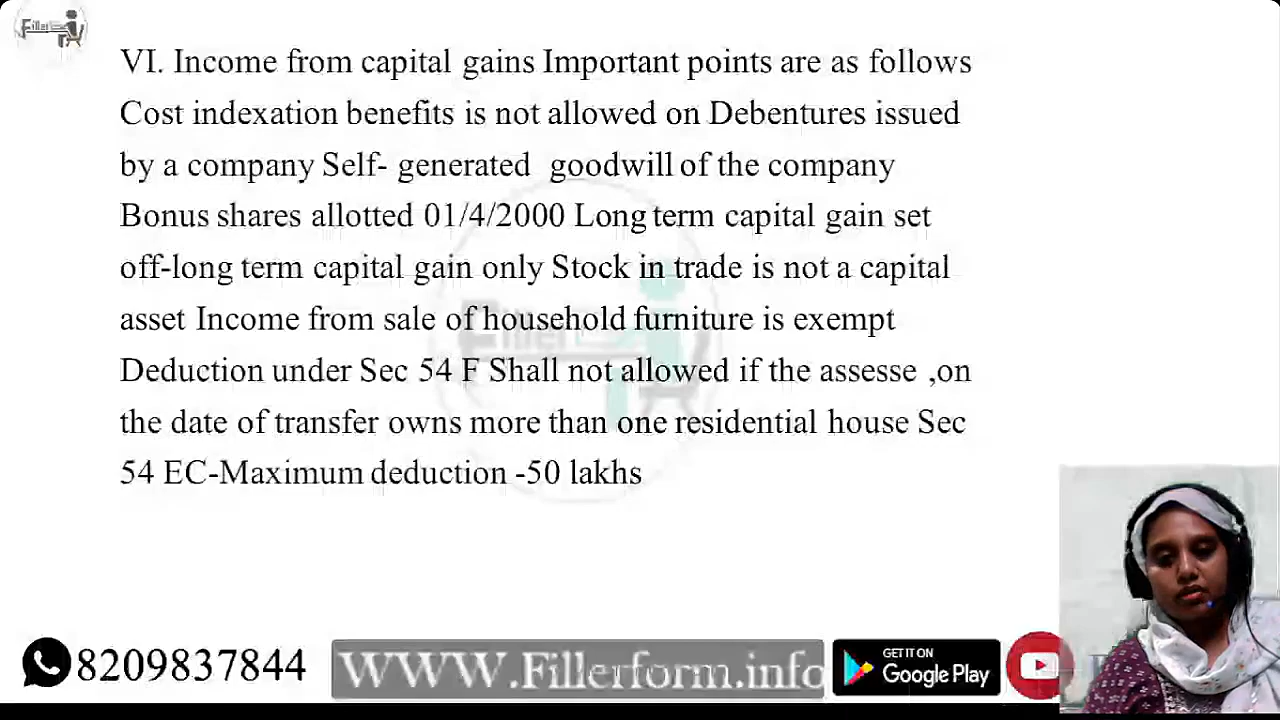 Filler
VI. Income from capital gains Important points are as follows
Cost indexation benefits is not allowed on Debentures issued
by a company Self- generated goodwill of the company
Bonus shares allotted 01/4/2000 Long term capital gain set
off-long term capital gain only Stock in trade is not a capital
asset Income from sale of household furniture is exempt
Deduction under Sec 54 F Shall not allowed if the assesse ,on
the date of transfer owns more than one residential house Sec
54 EC-Maximum deduction -50 lakhs
8209837844
WWW.Fillerform.info
GET IT ON
Google Play